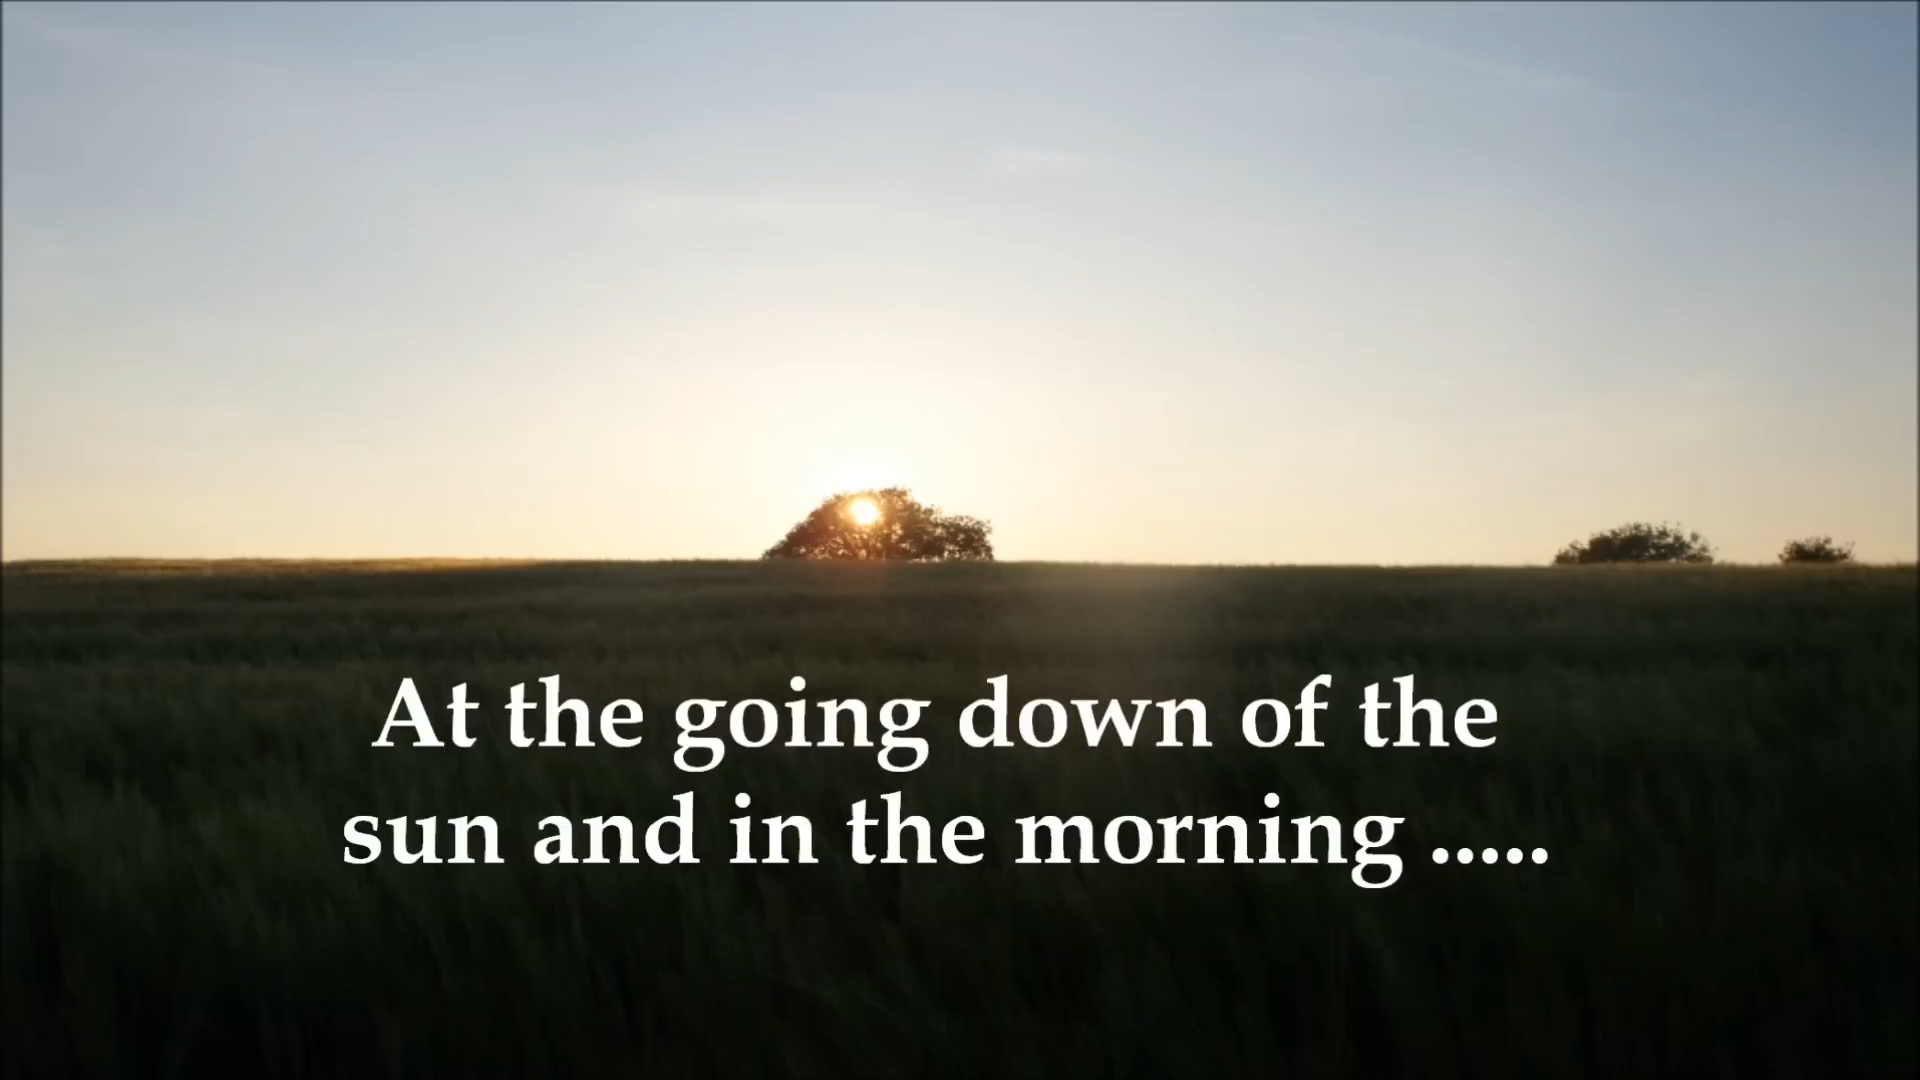 At the going down of the
sun and in the morning .....